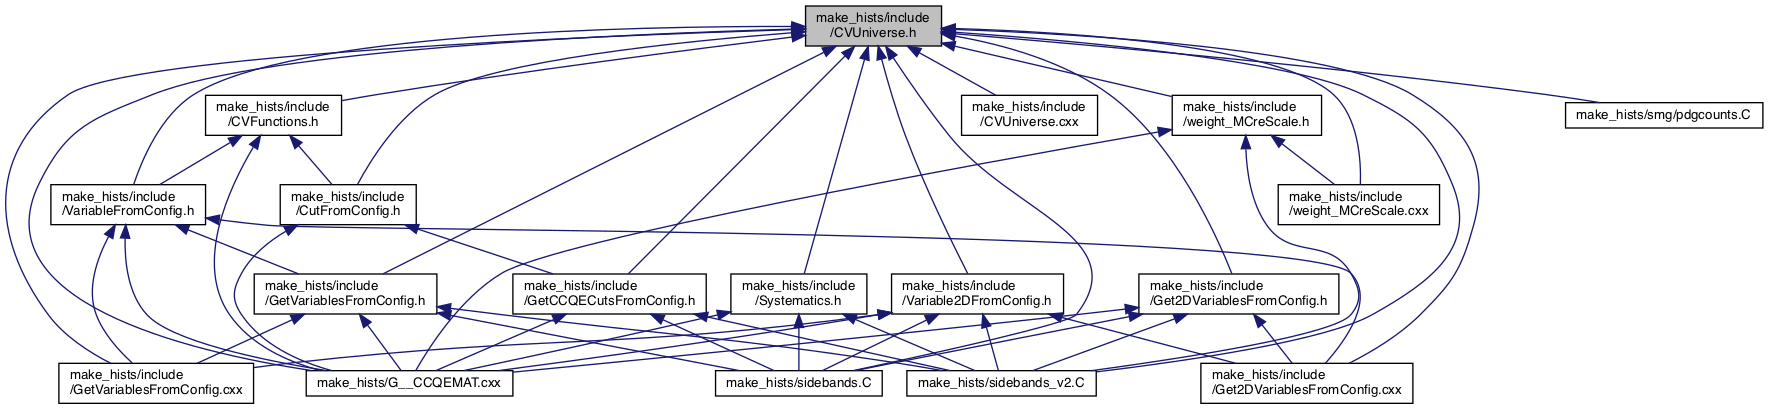 make_hists/include
/CVUniverse.h
make_hists/include
/CVFunctions.h
make_hists/include
/CVUniverse.cxx
make_hists/include
/weight_MCreScale.h
make_hists/smg/pdgcounts.C
make_hists/include
/VariableFromConfig.h
make_hists/include
/CutFromConfig.h
make_hists/include
/weight_MCreScale.cxx
make_hists/include
/GetVariablesFromConfig.h
make_hists/include
/GetCCQECutsFromConfig.h
make_hists/include
/Systematics.h
make_hists/include
/Variable2DFromConfig.h
make_hists/include
/Get2DVariablesFromConfig.h
make_hists/include
/GetVariablesFromConfig.cxx
make_hists/G__CCQEMAT.cxx
make_hists/sidebands.C
make_hists/sidebands_v2.C
make_hists/include
/Get2DVariablesFromConfig.cxx